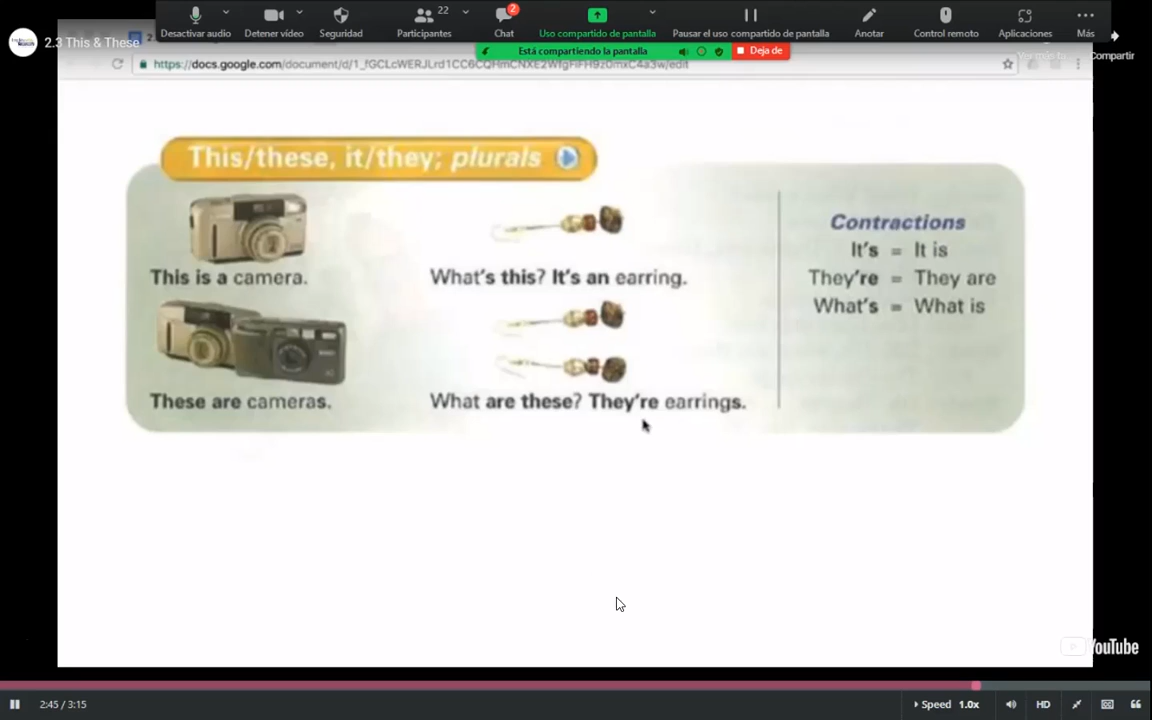 22
2
Desactivar audio
Detener vídeo
Seguridad
Participantes
Chat
Uso compartido de pantalla
Pausar el uso compartido de pantalla
Anotar
Control remoto
Aplicaciones
Más
2.3 This & These
Está compartiendo la pantalla
Deja de
Compartir
This/these, it/they; plurals
This is a camera.
What's this? It's an earring.
These are cameras.
What are these? They're earrings.
Contractions
It's = It is
They're = They are
What's = What is
YouTube
2:45 / 3:15
Speed 1.0x
HD